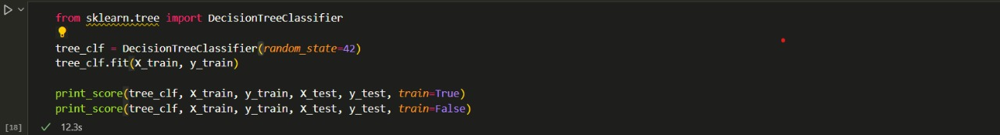 from sklearn.tree import DecisionTreeClassifier
tree_clf = DecisionTreeClassifier(random_state=42)
tree_clf.fit(X_train, y_train)
print_score(tree_clf, X_train, y_train, X_test, y_test, train=True)
print_score(tree_clf, X_train, y_train, X_test, y_test, train=False)
[18] 12.3s